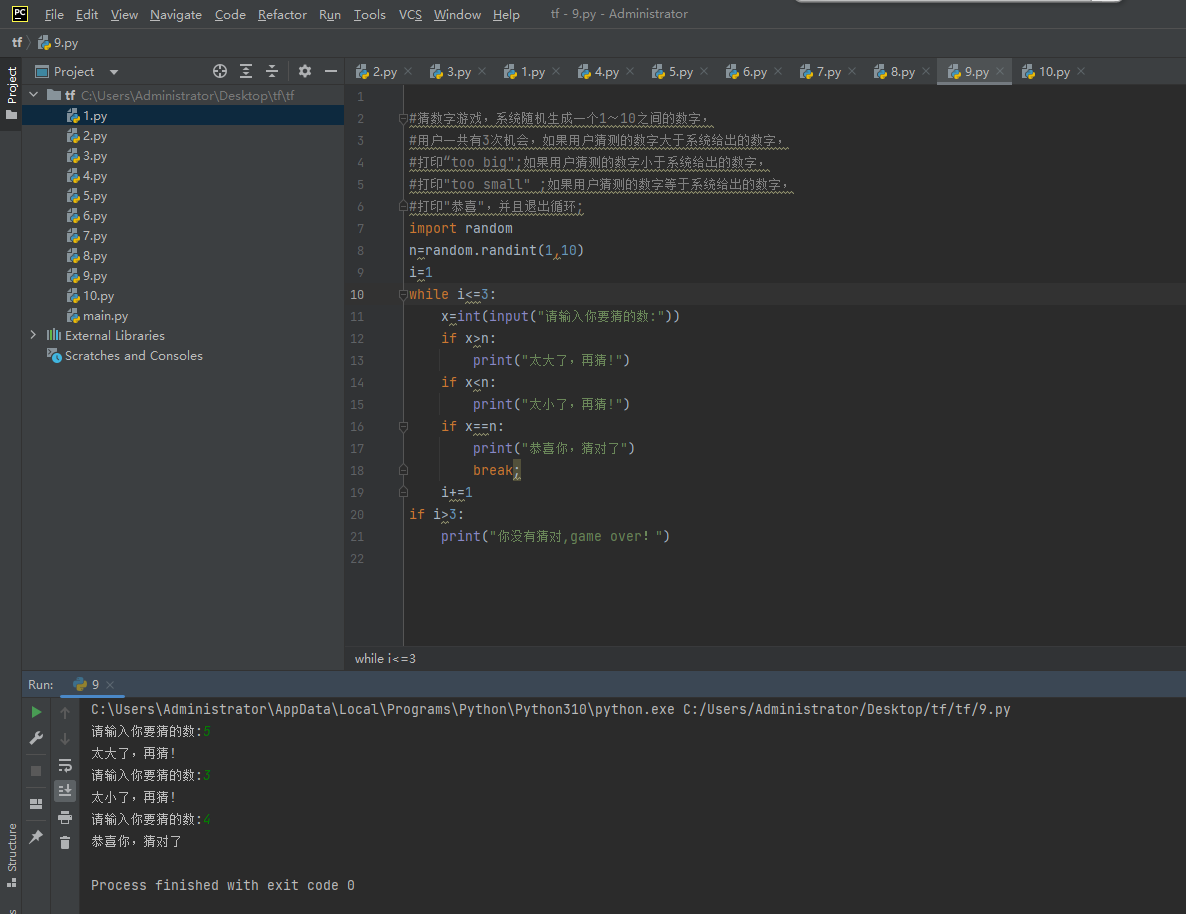 File Edit View Navigate Code Refactor Run Tools VCS Window Help tf - 9.py - Administrator
tf 9.py
Project
2.py 3.py 1.py 4.py 5.py 6.py 7.py 8.py 9.py 10.py
Project
tf C:\Users\Administrator\Desktop\tf\tf
1.py
2.py
3.py
4.py
5.py
6.py
7.py
8.py
9.py
10.py
main.py
External Libraries
Scratches and Consoles
1
2 #猜数字游戏，系统随机生成一个1～10之间的数字，
3 #用户一共有3次机会，如果用户猜测的数字大于系统给出的数字，
4 #打印“too big";如果用户猜测的数字小于系统给出的数字，
5 #打印"too small" ;如果用户猜测的数字等于系统给出的数字，
6 #打印"恭喜"，并且退出循环;
7 import random
8 n=random.randint(1,10)
9 i=1
10 while i<=3:
11 x=int(input("请输入你要猜的数:"))
12 if x>n:
13 print("太大了，再猜!")
14 if x<n:
15 print("太小了，再猜!")
16 if x==n:
17 print("恭喜你，猜对了")
18 break;
19 i+=1
20 if i>3:
21 print("你没有猜对,game over！")
22
while i<=3
Run: 9
C:\Users\Administrator\AppData\Local\Programs\Python\Python310\python.exe C:/Users/Administrator/Desktop/tf/tf/9.py
请输入你要猜的数:5
太大了，再猜!
请输入你要猜的数:3
太小了，再猜!
请输入你要猜的数:4
恭喜你，猜对了
Process finished with exit code 0
Structure